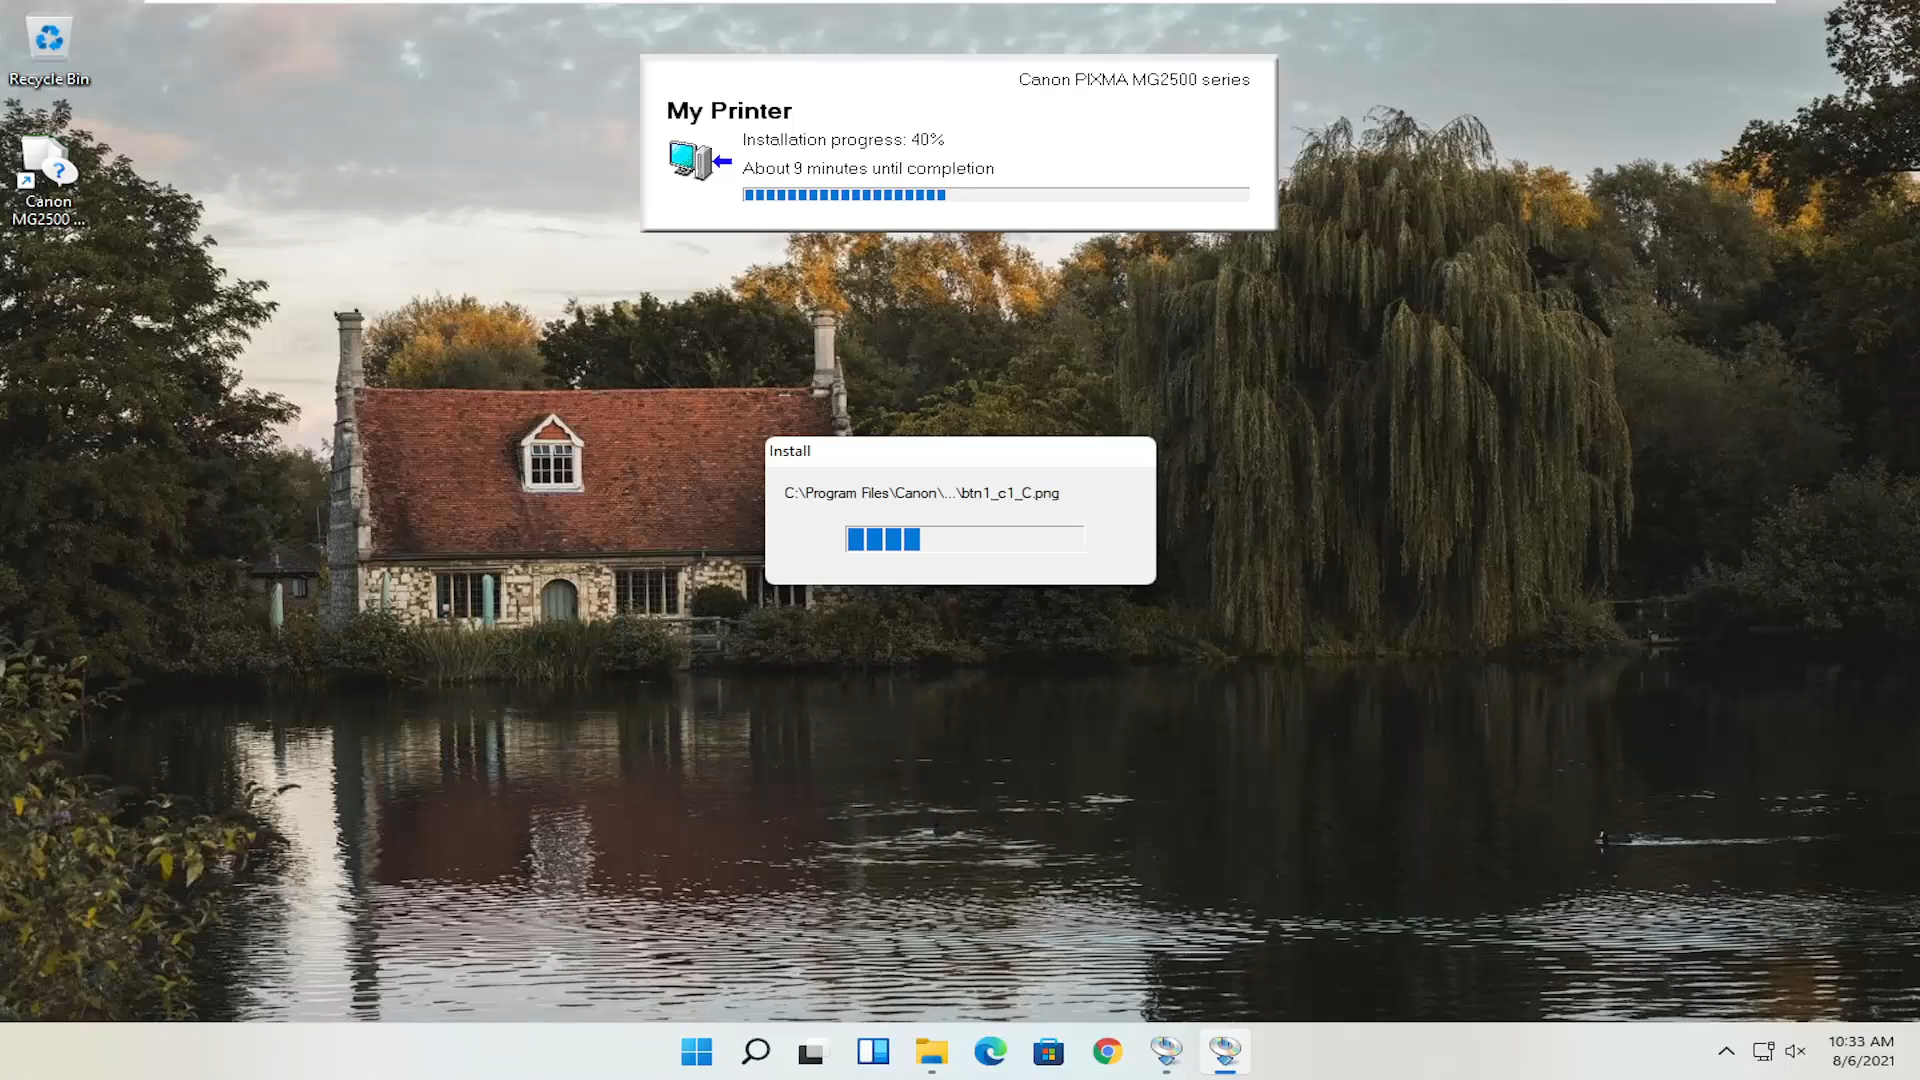 Recycle Bin
Canon
MG2500 ...
Canon PIXMA MG2500 series
My Printer
Installation progress: 40%
About 9 minutes until completion
Install
C:\Program Files\Canon\...\btn1_c1_C.png
10:33 AM
8/6/2021